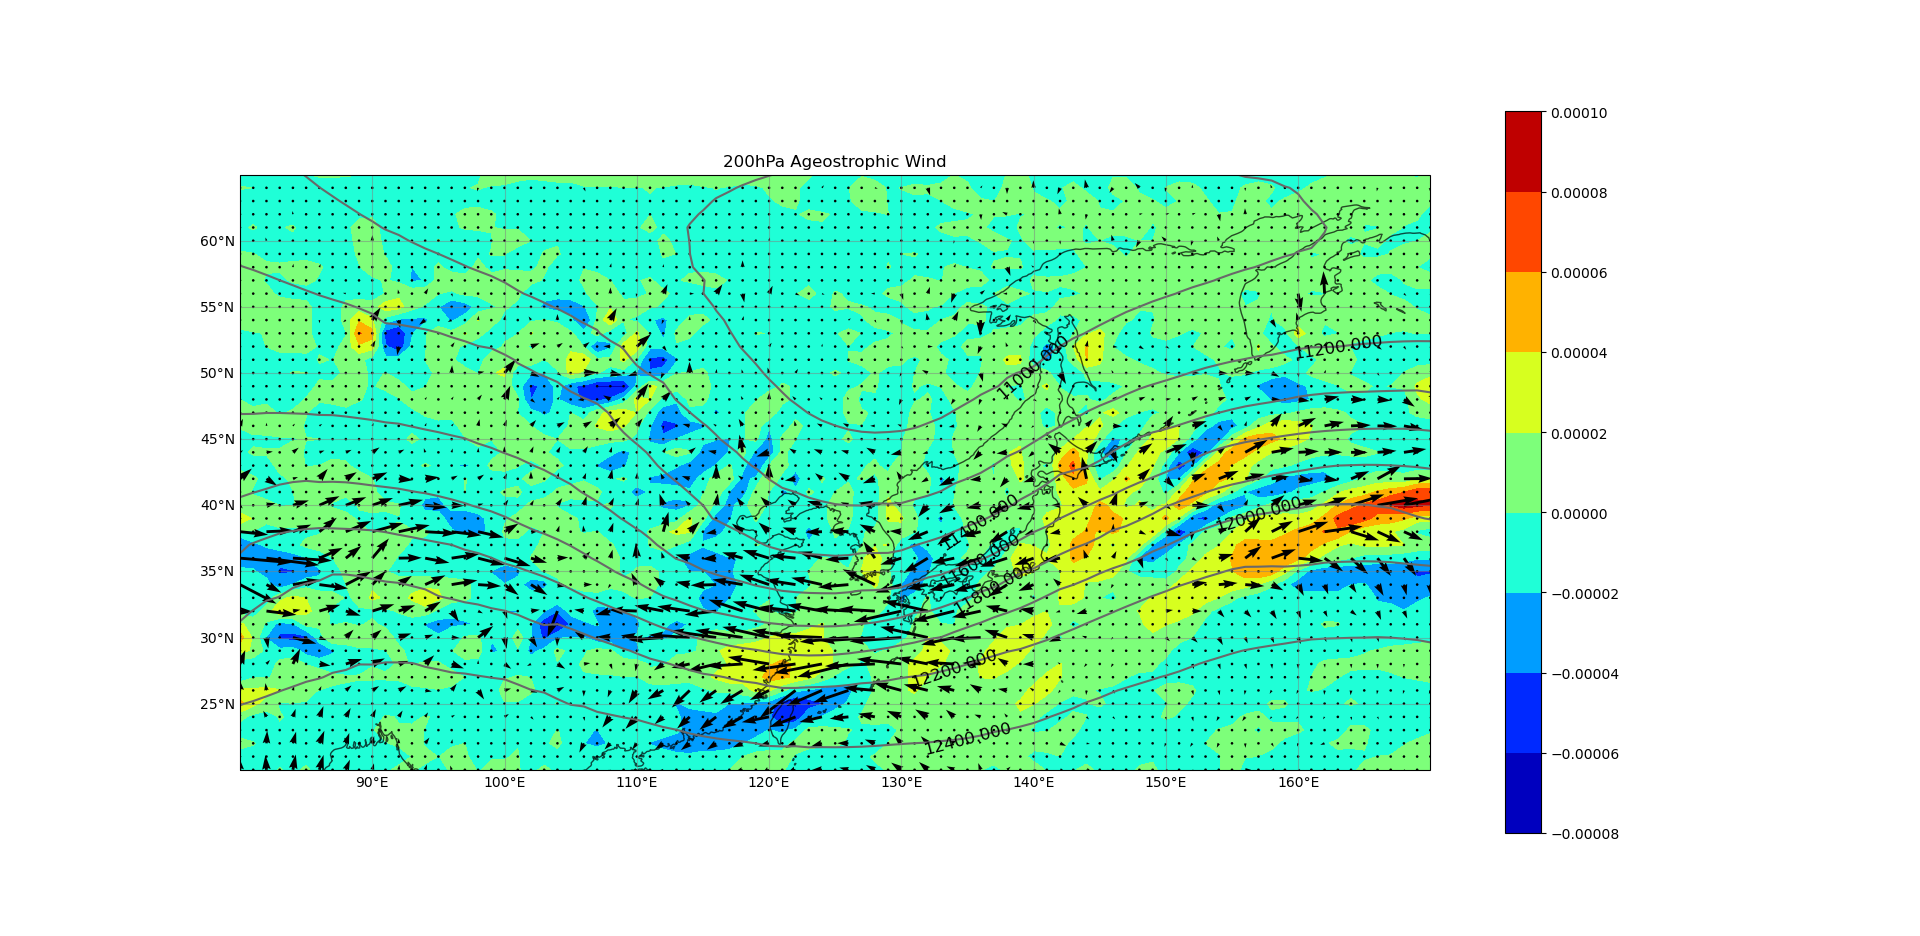 200hPa Ageostrophic Wind
60°N
55°N
50°N
45°N
40°N
35°N
30°N
25°N
90°E
100°E
110°E
120°E
130°E
140°E
150°E
160°E
11000.000
11200.000
11400.000
11600.000
11800.000
12000.000
12200.000
12400.000
0.00010
0.00008
0.00006
0.00004
0.00002
0.00000
−0.00002
−0.00004
−0.00006
−0.00008